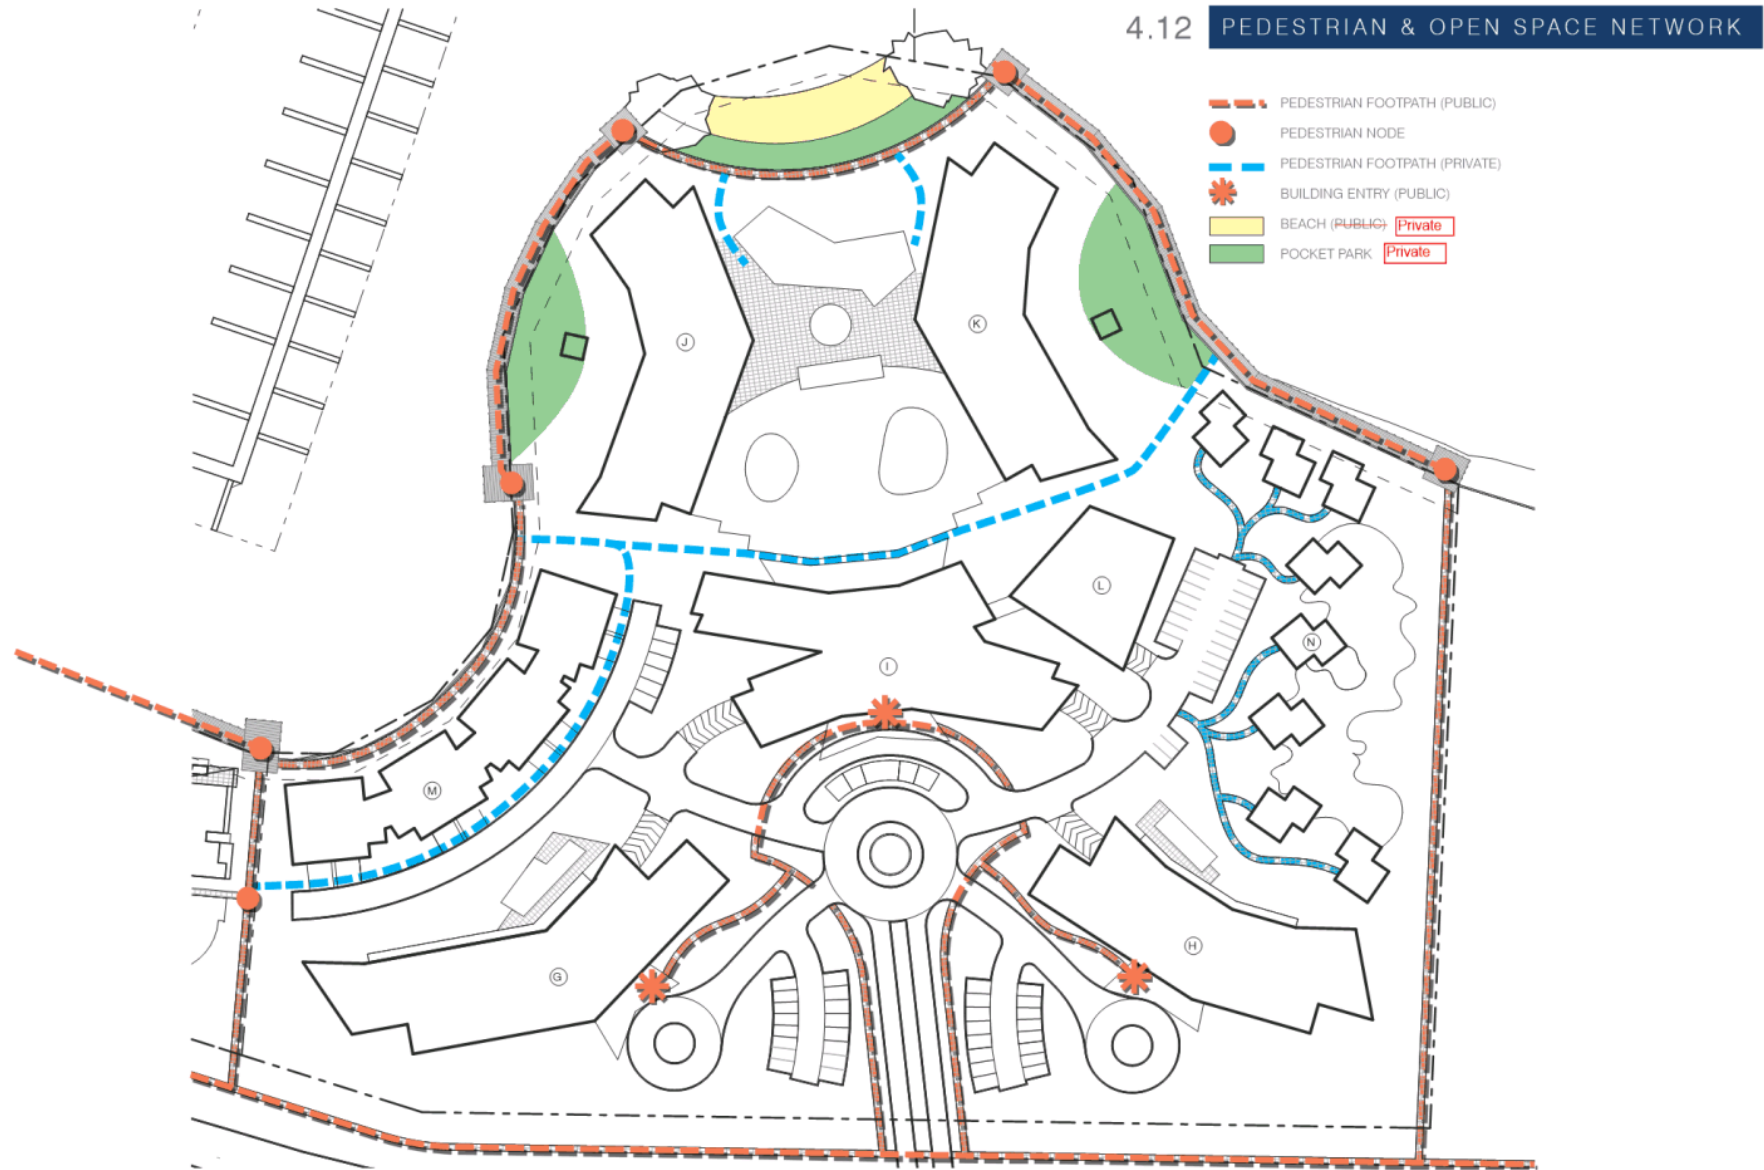 4.12 PEDESTRIAN & OPEN SPACE NETWORK
PEDESTRIAN FOOTPATH (PUBLIC)
PEDESTRIAN NODE
PEDESTRIAN FOOTPATH (PRIVATE)
BUILDING ENTRY (PUBLIC)
BEACH (PUBLIC) Private
POCKET PARK Private
J
K
L
N
I
M
H
G